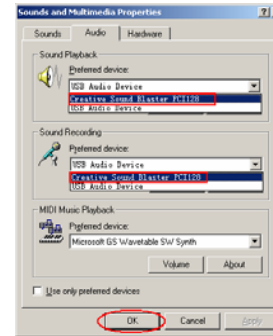 Sounds and Multimedia Properties ? X
Sounds Audio Hardware
Sound Playback
Preferred device:
USB Audio Device
Creative Sound Blaster PCI128
USB Audio Device
Sound Recording
Preferred device:
USB Audio Device
Creative Sound Blaster PCI128
USB Audio Device
MIDI Music Playback
Preferred device:
Microsoft GS Wavetable SW Synth
Volume About
Use only preferred devices
OK Cancel Apply